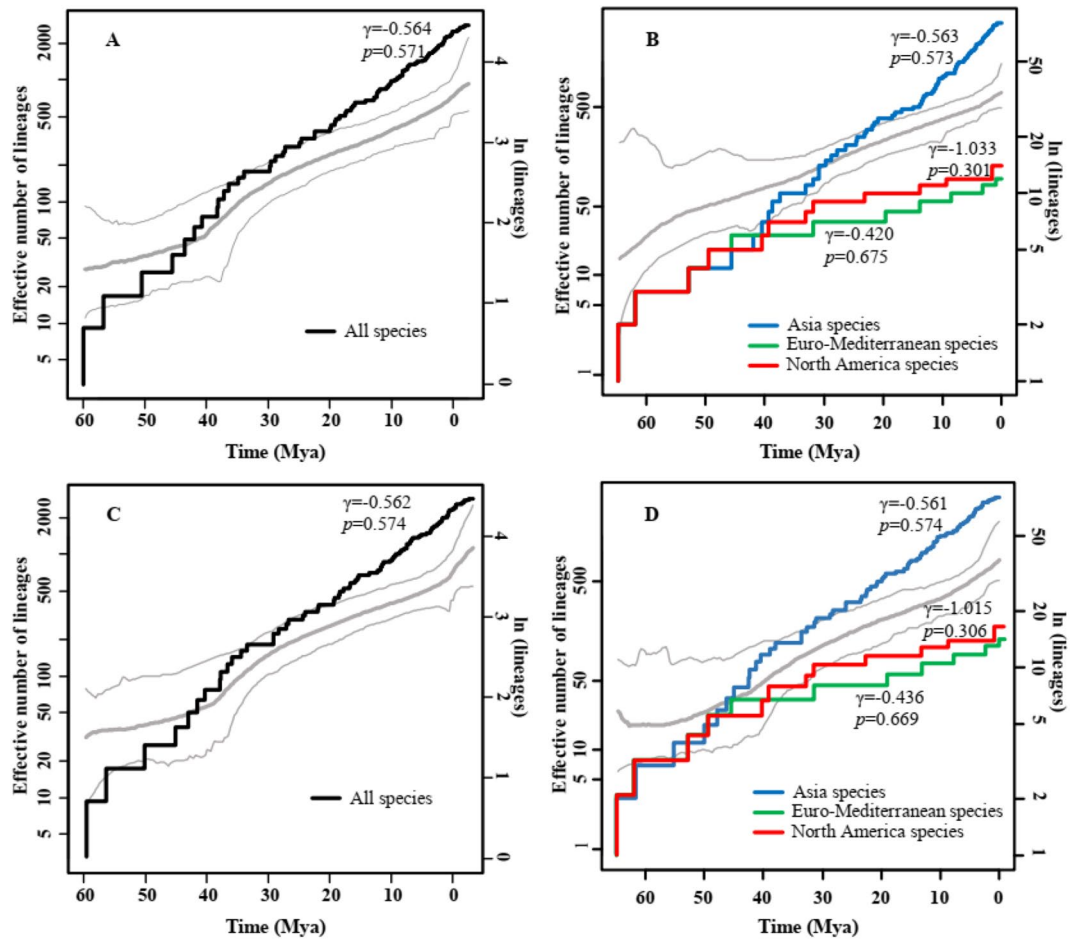 A
γ=-0.564
p=0.571
2000
500
100
50
20
10
5
Effective number of lineages
4
3
2
1
0
ln (lineages)
All species
60 50 40 30 20 10 0
Time (Mya)
B
γ=-0.563
p=0.573
γ=-1.033
p=0.301
γ=-0.420
p=0.675
500
50
10
5
1
Effective number of lineages
50
20
10
5
2
1
ln (lineages)
Asia species
Euro-Mediterranean species
North America species
60 50 40 30 20 10 0
Time (Mya)
C
γ=-0.562
p=0.574
2000
500
100
50
20
10
5
Effective number of lineages
4
3
2
1
0
ln (lineages)
All species
60 50 40 30 20 10 0
Time (Mya)
D
γ=-0.561
p=0.574
γ=-1.015
p=0.306
γ=-0.436
p=0.669
500
50
10
5
1
Effective number of lineages
50
20
10
5
2
1
ln (lineages)
Asia species
Euro-Mediterranean species
North America species
60 50 40 30 20 10 0
Time (Mya)